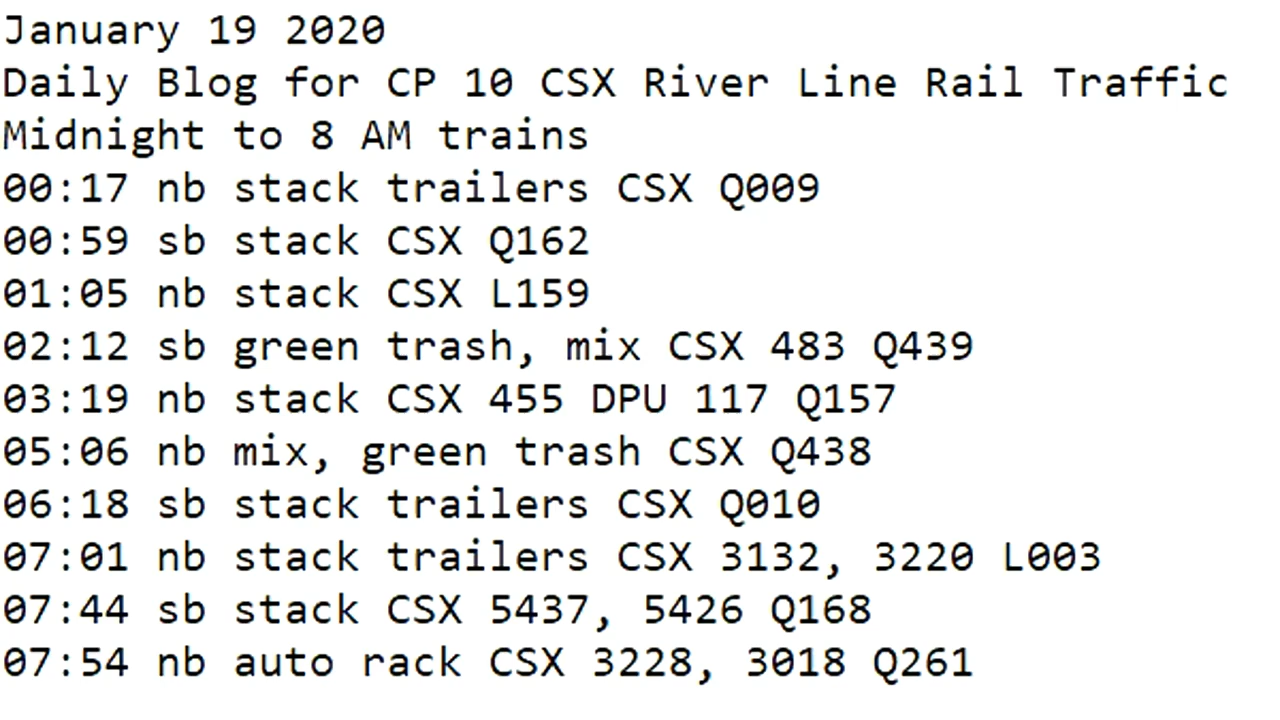 January 19 2020
Daily Blog for CP 10 CSX River Line Rail Traffic
Midnight to 8 AM trains
00:17 nb stack trailers CSX Q009
00:59 sb stack CSX Q162
01:05 nb stack CSX L159
02:12 sb green trash, mix CSX 483 Q439
03:19 nb stack CSX 455 DPU 117 Q157
05:06 nb mix, green trash CSX Q438
06:18 sb stack trailers CSX Q010
07:01 nb stack trailers CSX 3132, 3220 L003
07:44 sb stack CSX 5437, 5426 Q168
07:54 nb auto rack CSX 3228, 3018 Q261